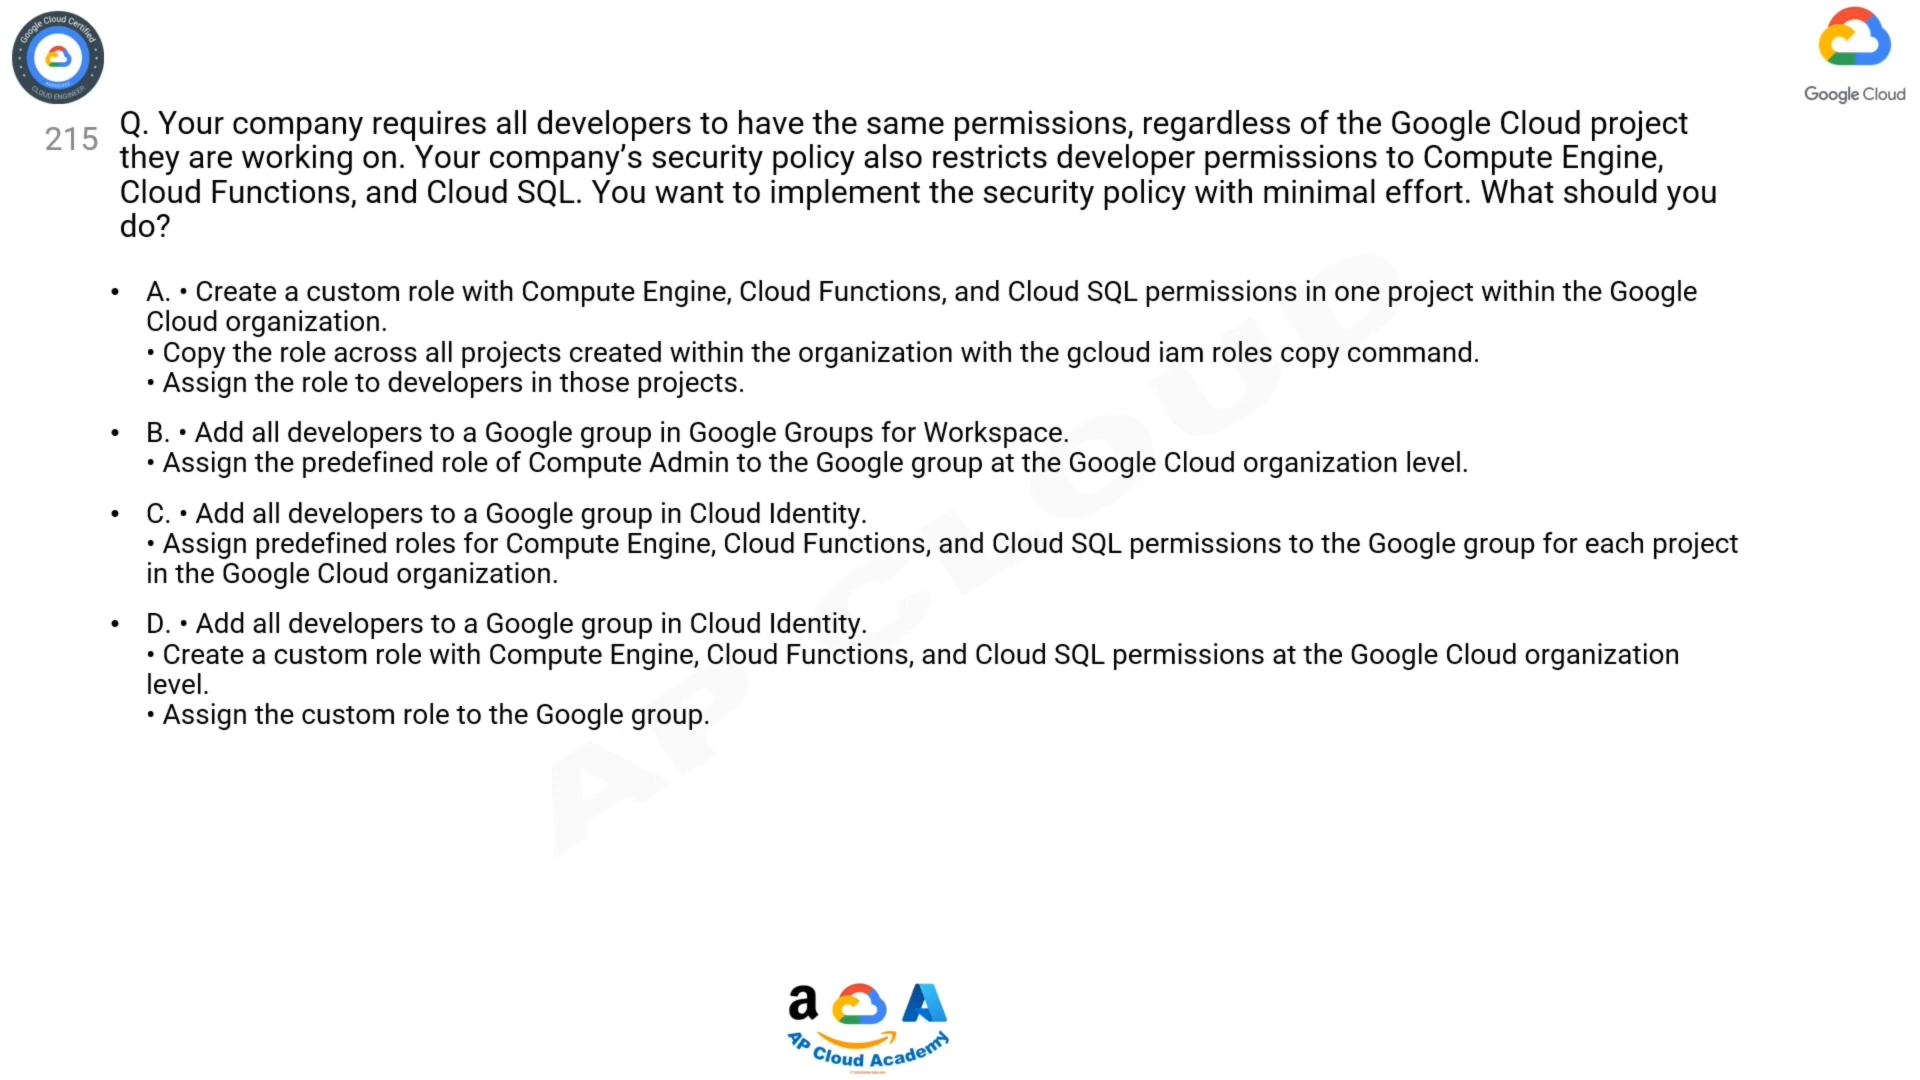 Google Cloud Certified
ASSOCIATE
CLOUD ENGINEER
Google Cloud
215
Q. Your company requires all developers to have the same permissions, regardless of the Google Cloud project
they are working on. Your company’s security policy also restricts developer permissions to Compute Engine,
Cloud Functions, and Cloud SQL. You want to implement the security policy with minimal effort. What should you
do?
• A. • Create a custom role with Compute Engine, Cloud Functions, and Cloud SQL permissions in one project within the Google
Cloud organization.
• Copy the role across all projects created within the organization with the gcloud iam roles copy command.
• Assign the role to developers in those projects.
• B. • Add all developers to a Google group in Google Groups for Workspace.
• Assign the predefined role of Compute Admin to the Google group at the Google Cloud organization level.
• C. • Add all developers to a Google group in Cloud Identity.
• Assign predefined roles for Compute Engine, Cloud Functions, and Cloud SQL permissions to the Google group for each project
in the Google Cloud organization.
• D. • Add all developers to a Google group in Cloud Identity.
• Create a custom role with Compute Engine, Cloud Functions, and Cloud SQL permissions at the Google Cloud organization
level.
• Assign the custom role to the Google group.
AP CLOUD
a A
AP Cloud Academy